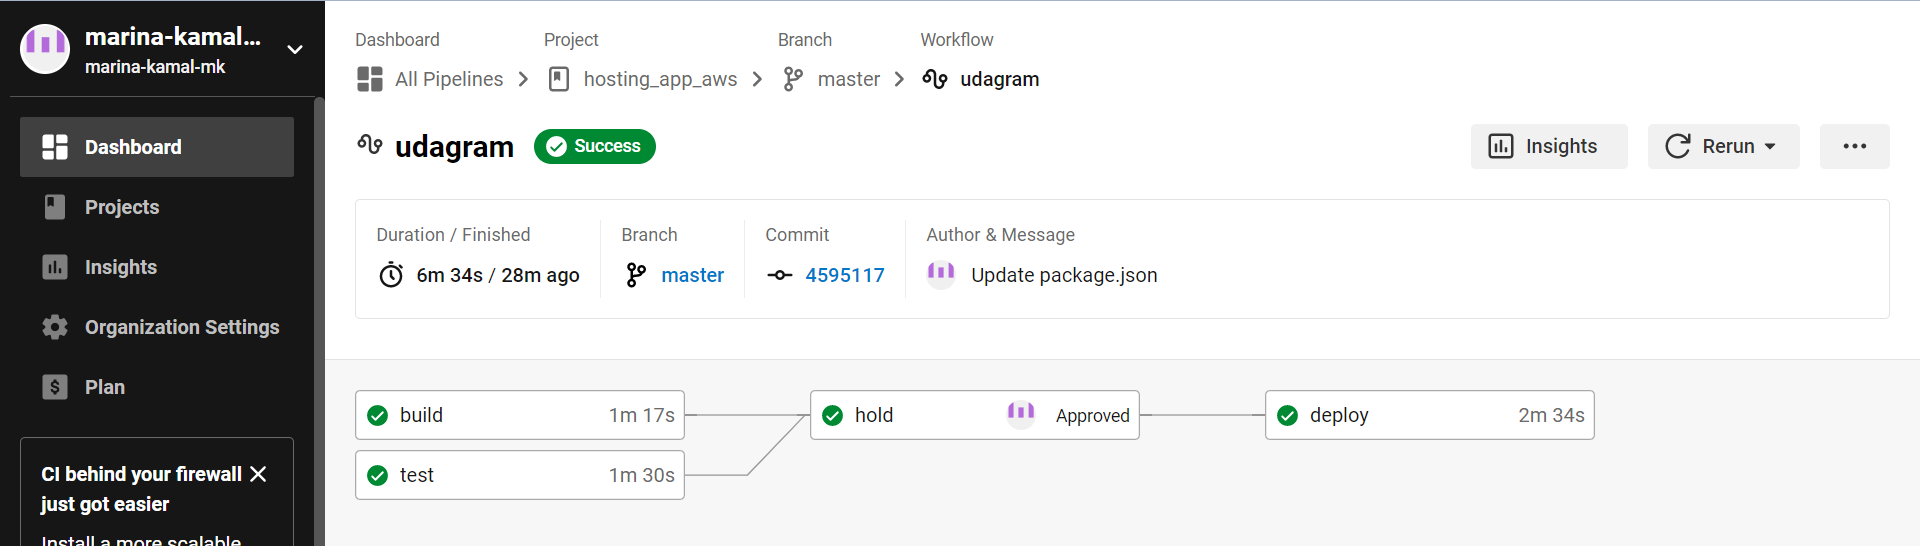 marina-kamal...
marina-kamal-mk
Dashboard
Projects
Insights
Organization Settings
Plan
CI behind your firewall
just got easier
Install a more scalable
Dashboard Project Branch Workflow
All Pipelines hosting_app_aws master udagram
udagram Success Insights Rerun
Duration / Finished Branch Commit Author & Message
6m 34s / 28m ago master 4595117 Update package.json
build 1m 17s hold Approved deploy 2m 34s
test 1m 30s